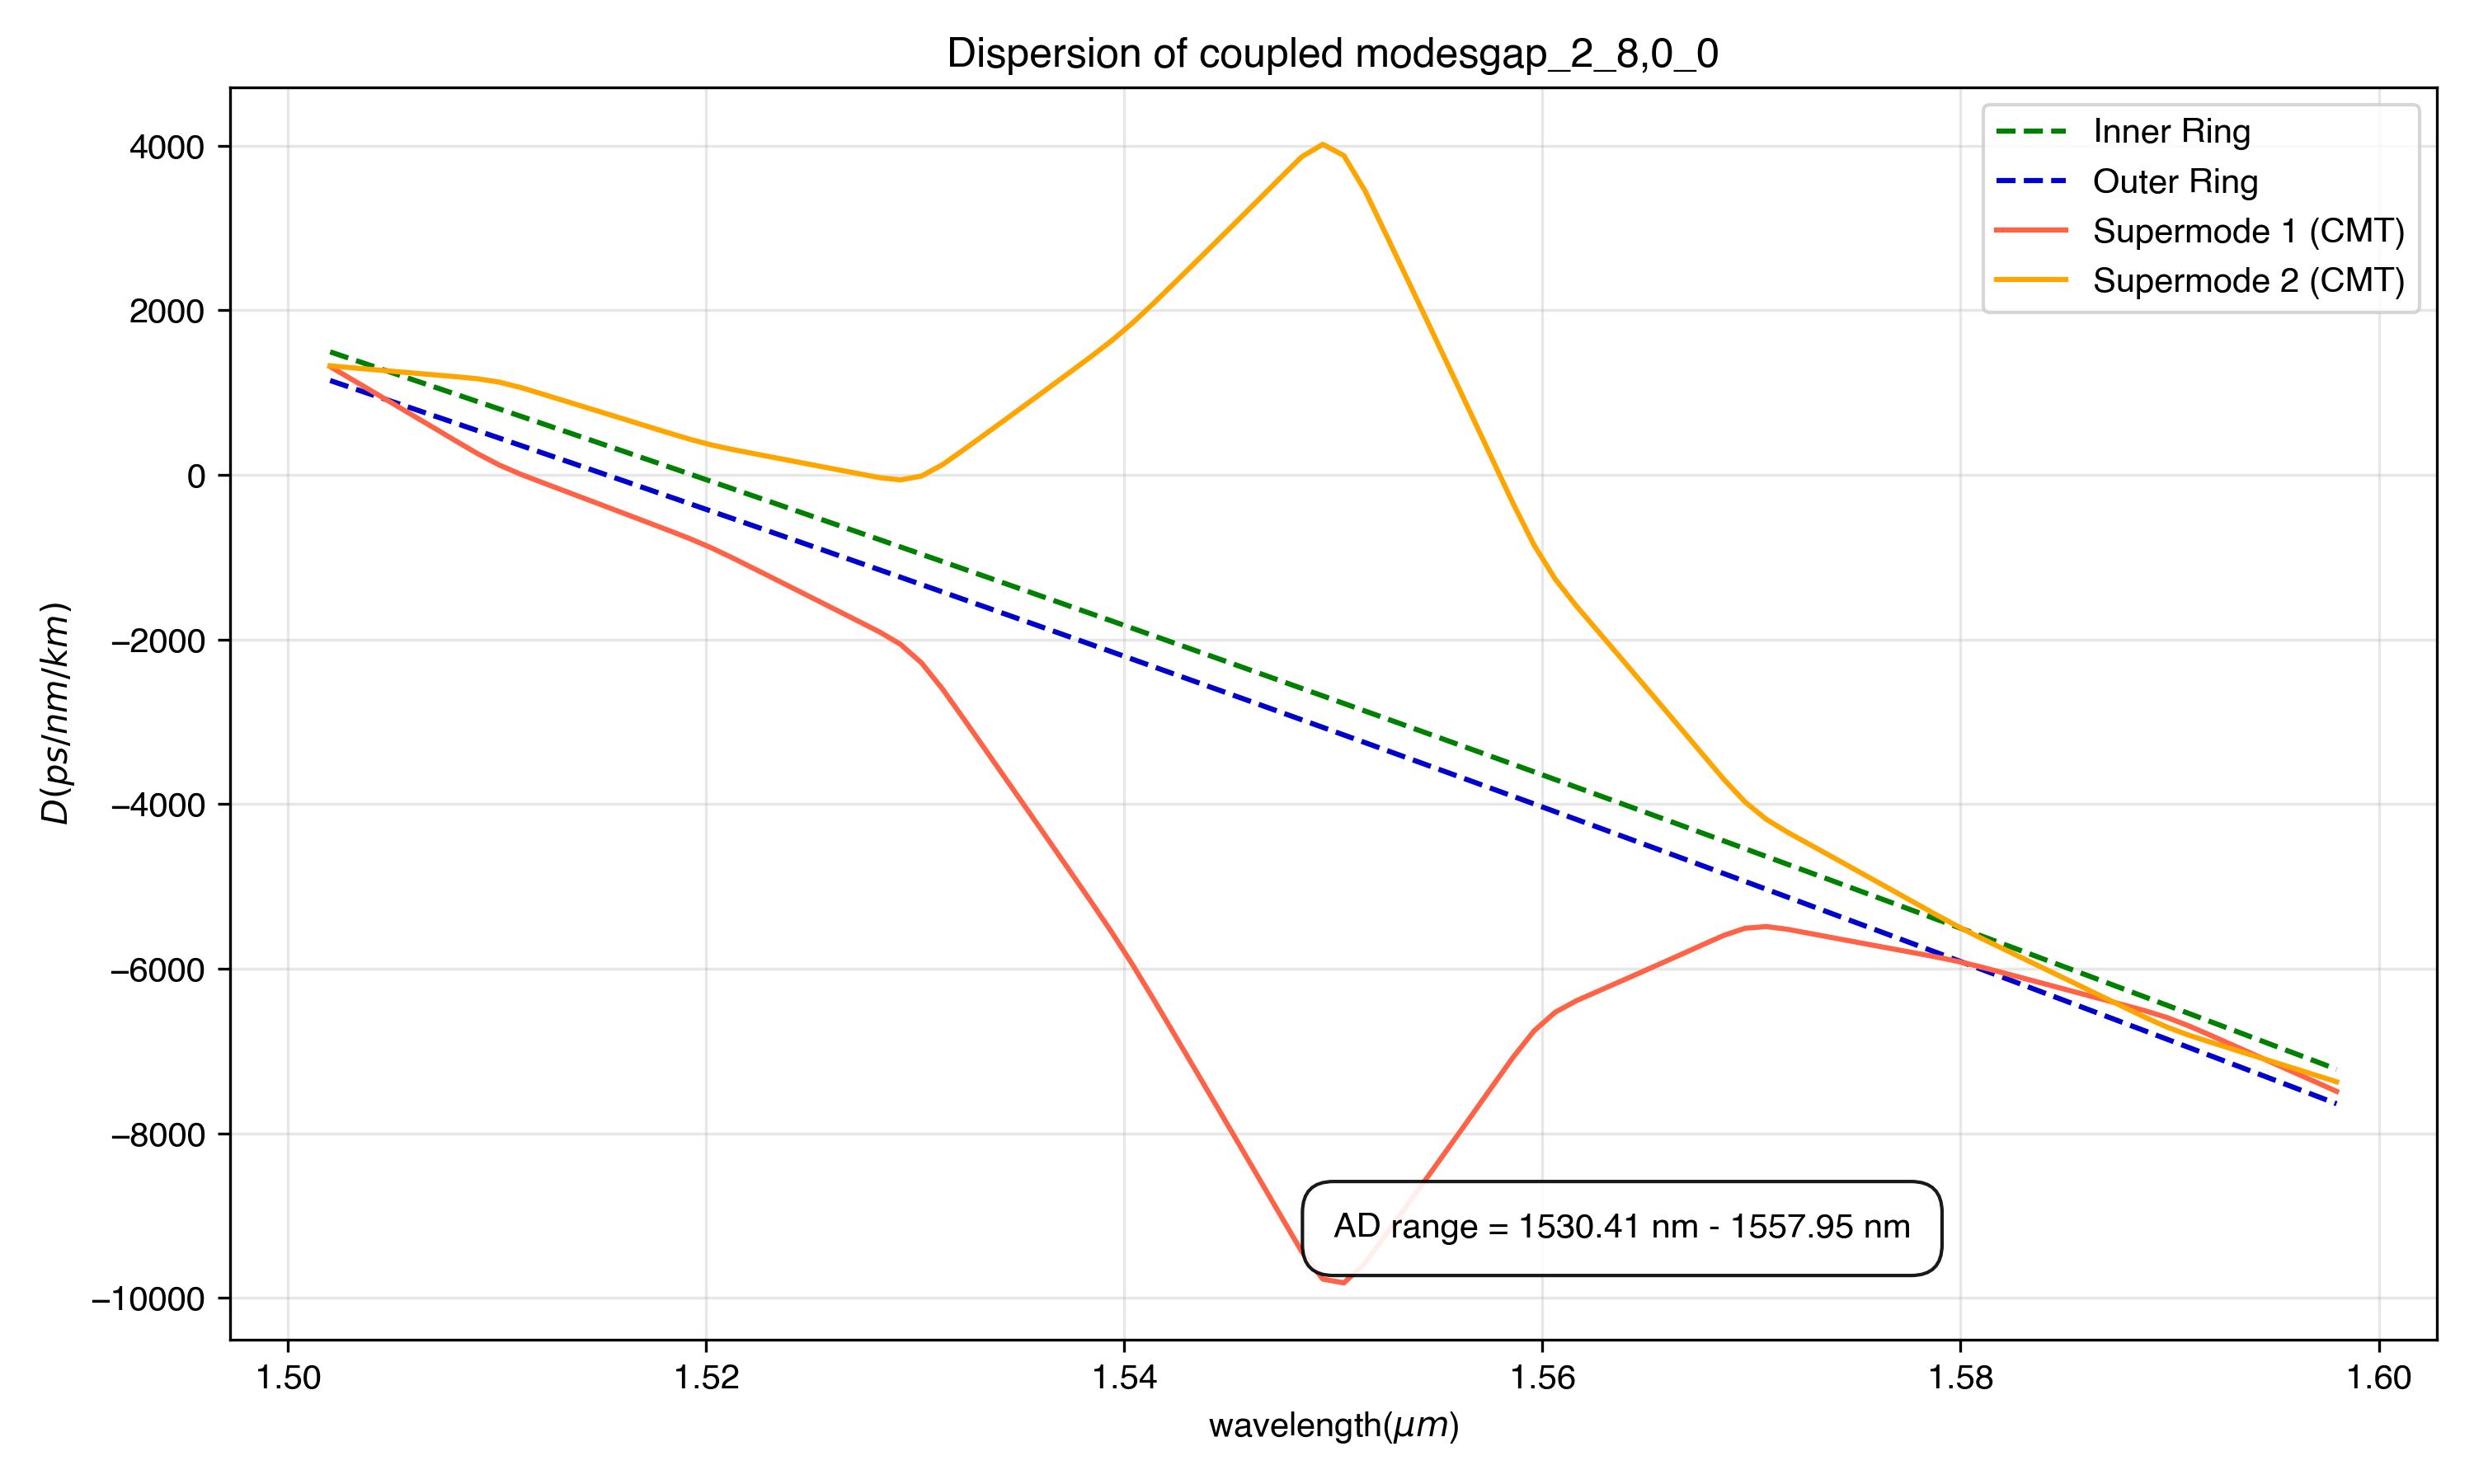 Dispersion of coupled modesgap_2_8,0_0
Inner Ring
Outer Ring
Supermode 1 (CMT)
Supermode 2 (CMT)
4000
2000
0
−2000
−4000
−6000
−8000
−10000
D(ps/nm/km)
AD range = 1530.41 nm - 1557.95 nm
1.50 1.52 1.54 1.56 1.58 1.60
wavelength(μm)